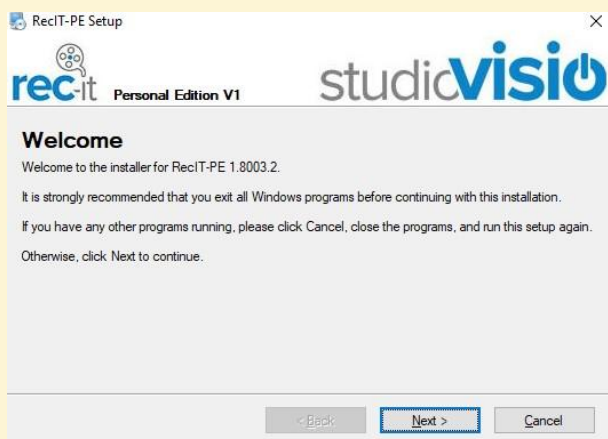 RecIT-PE Setup
rec-it Personal Edition V1
studicvisio
Welcome
Welcome to the installer for RecIT-PE 1.8003.2.
It is strongly recommended that you exit all Windows programs before continuing with this installation.
If you have any other programs running, please click Cancel, close the programs, and run this setup again.
Otherwise, click Next to continue.
< Back Next > Cancel